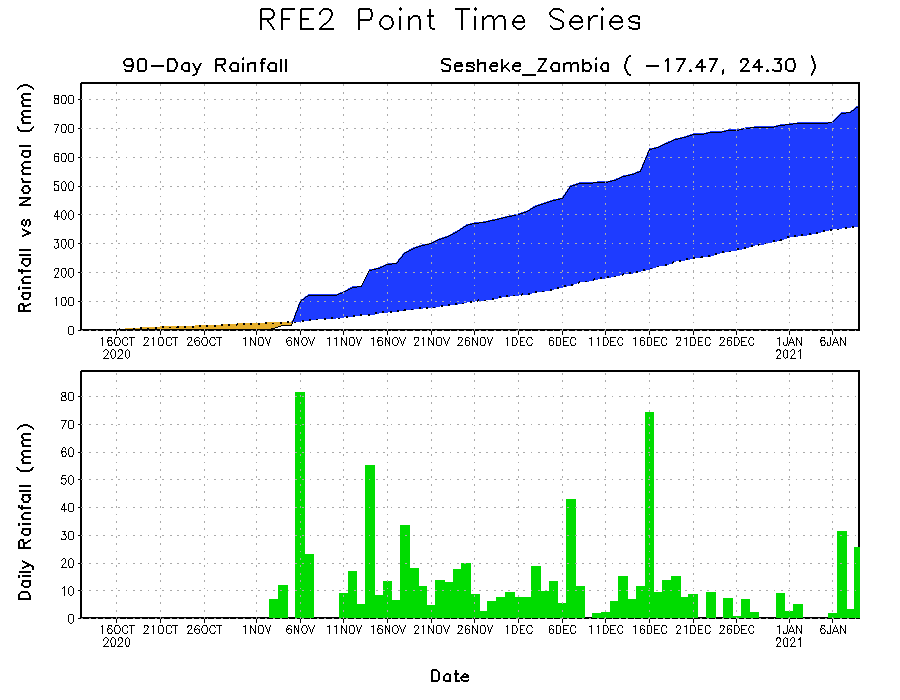 RFE2 Point Time Series
90-Day Rainfall Sesheke_Zambia ( -17.47, 24.30 )
Rainfall vs Normal (mm)
800
700
600
500
400
300
200
100
0
16OCT 21OCT 26OCT 1NOV 6NOV 11NOV 16NOV 21NOV 26NOV 1DEC 6DEC 11DEC 16DEC 21DEC 26DEC 1JAN 6JAN
2020 2021
Daily Rainfall (mm)
80
70
60
50
40
30
20
10
0
16OCT 21OCT 26OCT 1NOV 6NOV 11NOV 16NOV 21NOV 26NOV 1DEC 6DEC 11DEC 16DEC 21DEC 26DEC 1JAN 6JAN
2020 2021
Date